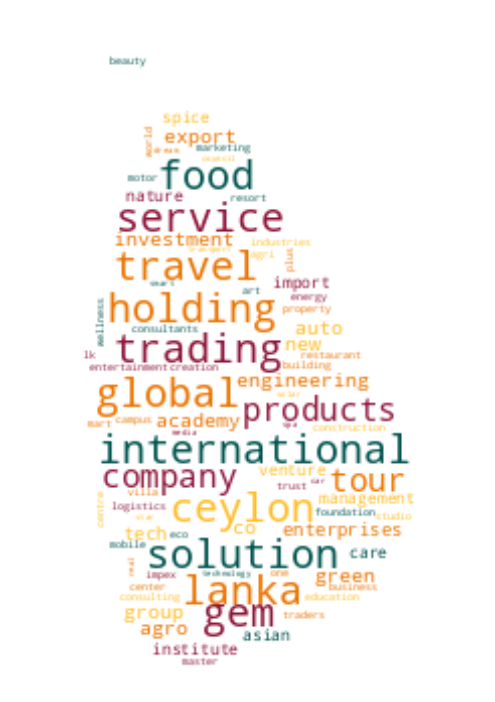 beauty
spice
world
export
dream
marketing
council
food
motor
nature
resort
service
investment
industries
transport
agri
plus
travel
smart
import
art
energy
holding
property
wellness
consultants
auto
trading
new
lk
restaurant
entertainment
creation
building
global
engineering
solar
products
mart
campus
academy
spa
construction
media
international
company
venture
tour
car
trust
villa
management
centre
logistics
ceylon
foundation
star
studio
co
tech
eco
enterprises
mobile
solution
care
real
impex
technology
one
green
center
lanka
business
consulting
education
group
gem
traders
agro
asian
institute
master